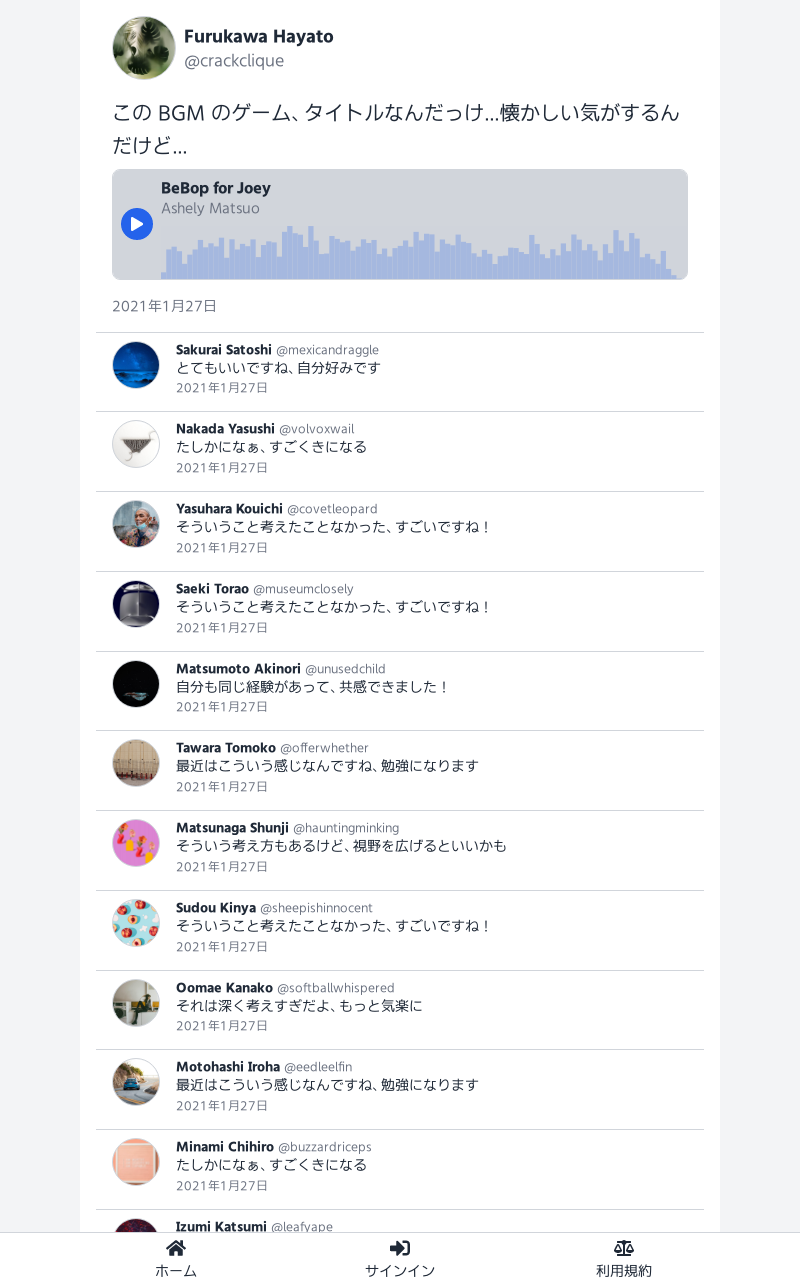 Furukawa Hayato
@crackclique
この BGM のゲーム、タイトルなんだっけ...懐かしい気がするん
だけど...
BeBop for Joey
Ashely Matsuo
2021年1月27日
Sakurai Satoshi @mexicandraggle
とてもいいですね、自分好みです
2021年1月27日
Nakada Yasushi @volvoxwail
たしかになぁ、すごくきになる
2021年1月27日
Yasuhara Kouichi @covetleopard
そういうこと考えたことなかった、すごいですね！
2021年1月27日
Saeki Torao @museumclosely
そういうこと考えたことなかった、すごいですね！
2021年1月27日
Matsumoto Akinori @unusedchild
自分も同じ経験があって、共感できました！
2021年1月27日
Tawara Tomoko @offerwhether
最近はこういう感じなんですね、勉強になります
2021年1月27日
Matsunaga Shunji @hauntingminking
そういう考え方もあるけど、視野を広げるといいかも
2021年1月27日
Sudou Kinya @sheepishinnocent
そういうこと考えたことなかった、すごいですね！
2021年1月27日
Oomae Kanako @softballwhispered
それは深く考えすぎだよ、もっと気楽に
2021年1月27日
Motohashi Iroha @eedleelfin
最近はこういう感じなんですね、勉強になります
2021年1月27日
Minami Chihiro @buzzardriceps
たしかになぁ、すごくきになる
2021年1月27日
Izumi Katsumi @leafyape
ホーム
サインイン
利用規約